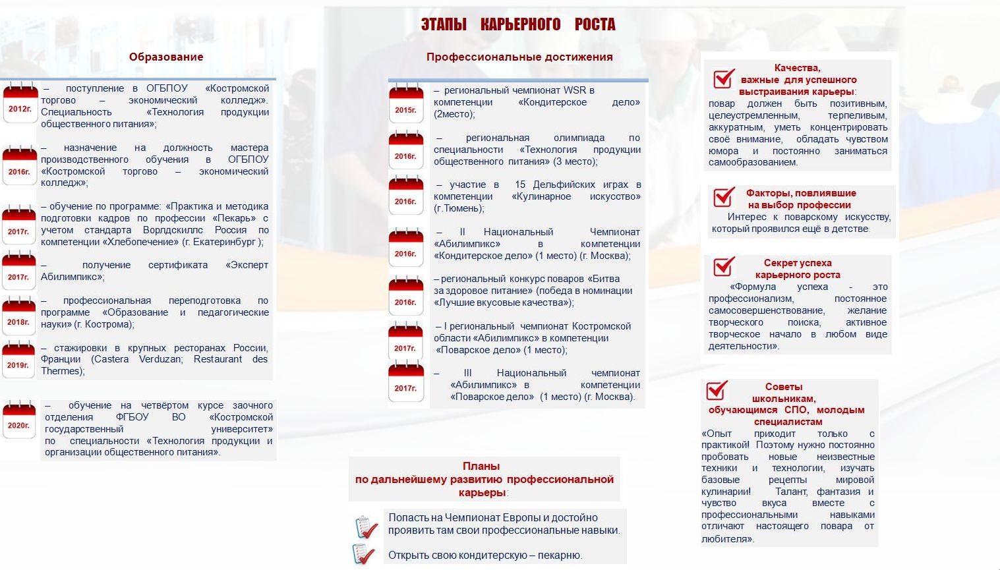 ЭТАПЫ КАРЬЕРНОГО РОСТА
Образование
2012г.
– поступление в ОГБПОУ «Костромской
торгово – экономический колледж».
Специальность «Технология продукции
общественного питания»;
2016г.
– назначение на должность мастера
производственного обучения в ОГБПОУ
«Костромской торгово – экономический
колледж»;
2017г.
– обучение по программе: «Практика и методика
подготовки кадров по профессии «Пекарь» с
учетом стандарта Ворлдскиллс Россия по
компетенции «Хлебопечение» (г. Екатеринбург );
2017г.
– получение сертификата «Эксперт
Абилимпикс»;
2018г.
– профессиональная переподготовка по
программе «Образование и педагогические
науки» (г. Кострома);
2019г.
– стажировки в крупных ресторанах России,
Франции (Castera Verduzan; Restaurant des
Thermes);
2020г.
– обучение на четвёртом курсе заочного
отделения ФГБОУ ВО «Костромской
государственный университет»
по специальности «Технология продукции и
организации общественного питания».
Профессиональные достижения
2015г.
– региональный чемпионат WSR в
компетенции «Кондитерское дело»
(2место);
2016г.
– региональная олимпиада по
специальности «Технология продукции
общественного питания» (3 место);
2016г.
– участие в 15 Дельфийских играх в
компетенции «Кулинарное искусство»
(г.Тюмень);
2016г.
– II Национальный Чемпионат
«Абилимпикс» в компетенции
«Кондитерское дело» (1 место) (г. Москва);
2016г.
– региональный конкурс поваров «Битва
за здоровое питание» (победа в номинации
«Лучшие вкусовые качества»);
2017г.
– I региональный чемпионат Костромской
области «Абилимпикс» в компетенции
«Поварское дело» (1 место);
2017г.
– III Национальный чемпионат
«Абилимпикс» в компетенции
«Поварское дело» (1 место) (г. Москва).
Планы
по дальнейшему развитию профессиональной
карьеры:
Попасть на Чемпионат Европы и достойно
проявить там свои профессиональные навыки.
Открыть свою кондитерскую – пекарню.
Качества,
важные для успешного
выстраивания карьеры:
повар должен быть позитивным,
целеустремленным, терпеливым,
аккуратным, уметь концентрировать
своё внимание, обладать чувством
юмора и постоянно заниматься
самообразованием.
Факторы, повлиявшие
на выбор профессии
Интерес к поварскому искусству,
который проявился ещё в детстве.
Секрет успеха
карьерного роста
«Формула успеха - это
профессионализм, постоянное
самосовершенствование, желание
творческого поиска, активное
творческое начало в любом виде
деятельности».
Советы
школьникам,
обучающимся СПО, молодым
специалистам
«Опыт приходит только с
практикой! Поэтому нужно постоянно
пробовать новые неизвестные
техники и технологии, изучать
базовые рецепты мировой
кулинарии! Талант, фантазия и
чувство вкуса вместе с
профессиональными навыками
отличают настоящего повара от
любителя».